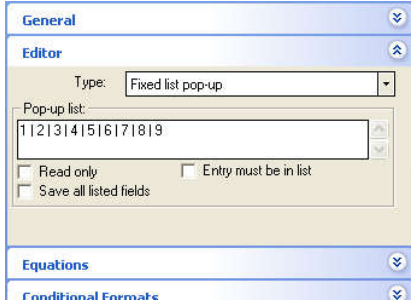 General
Editor
Type: Fixed list pop-up
Pop-up list:
1|2|3|4|5|6|7|8|9
Read only Entry must be in list
Save all listed fields
Equations
Conditional Formats